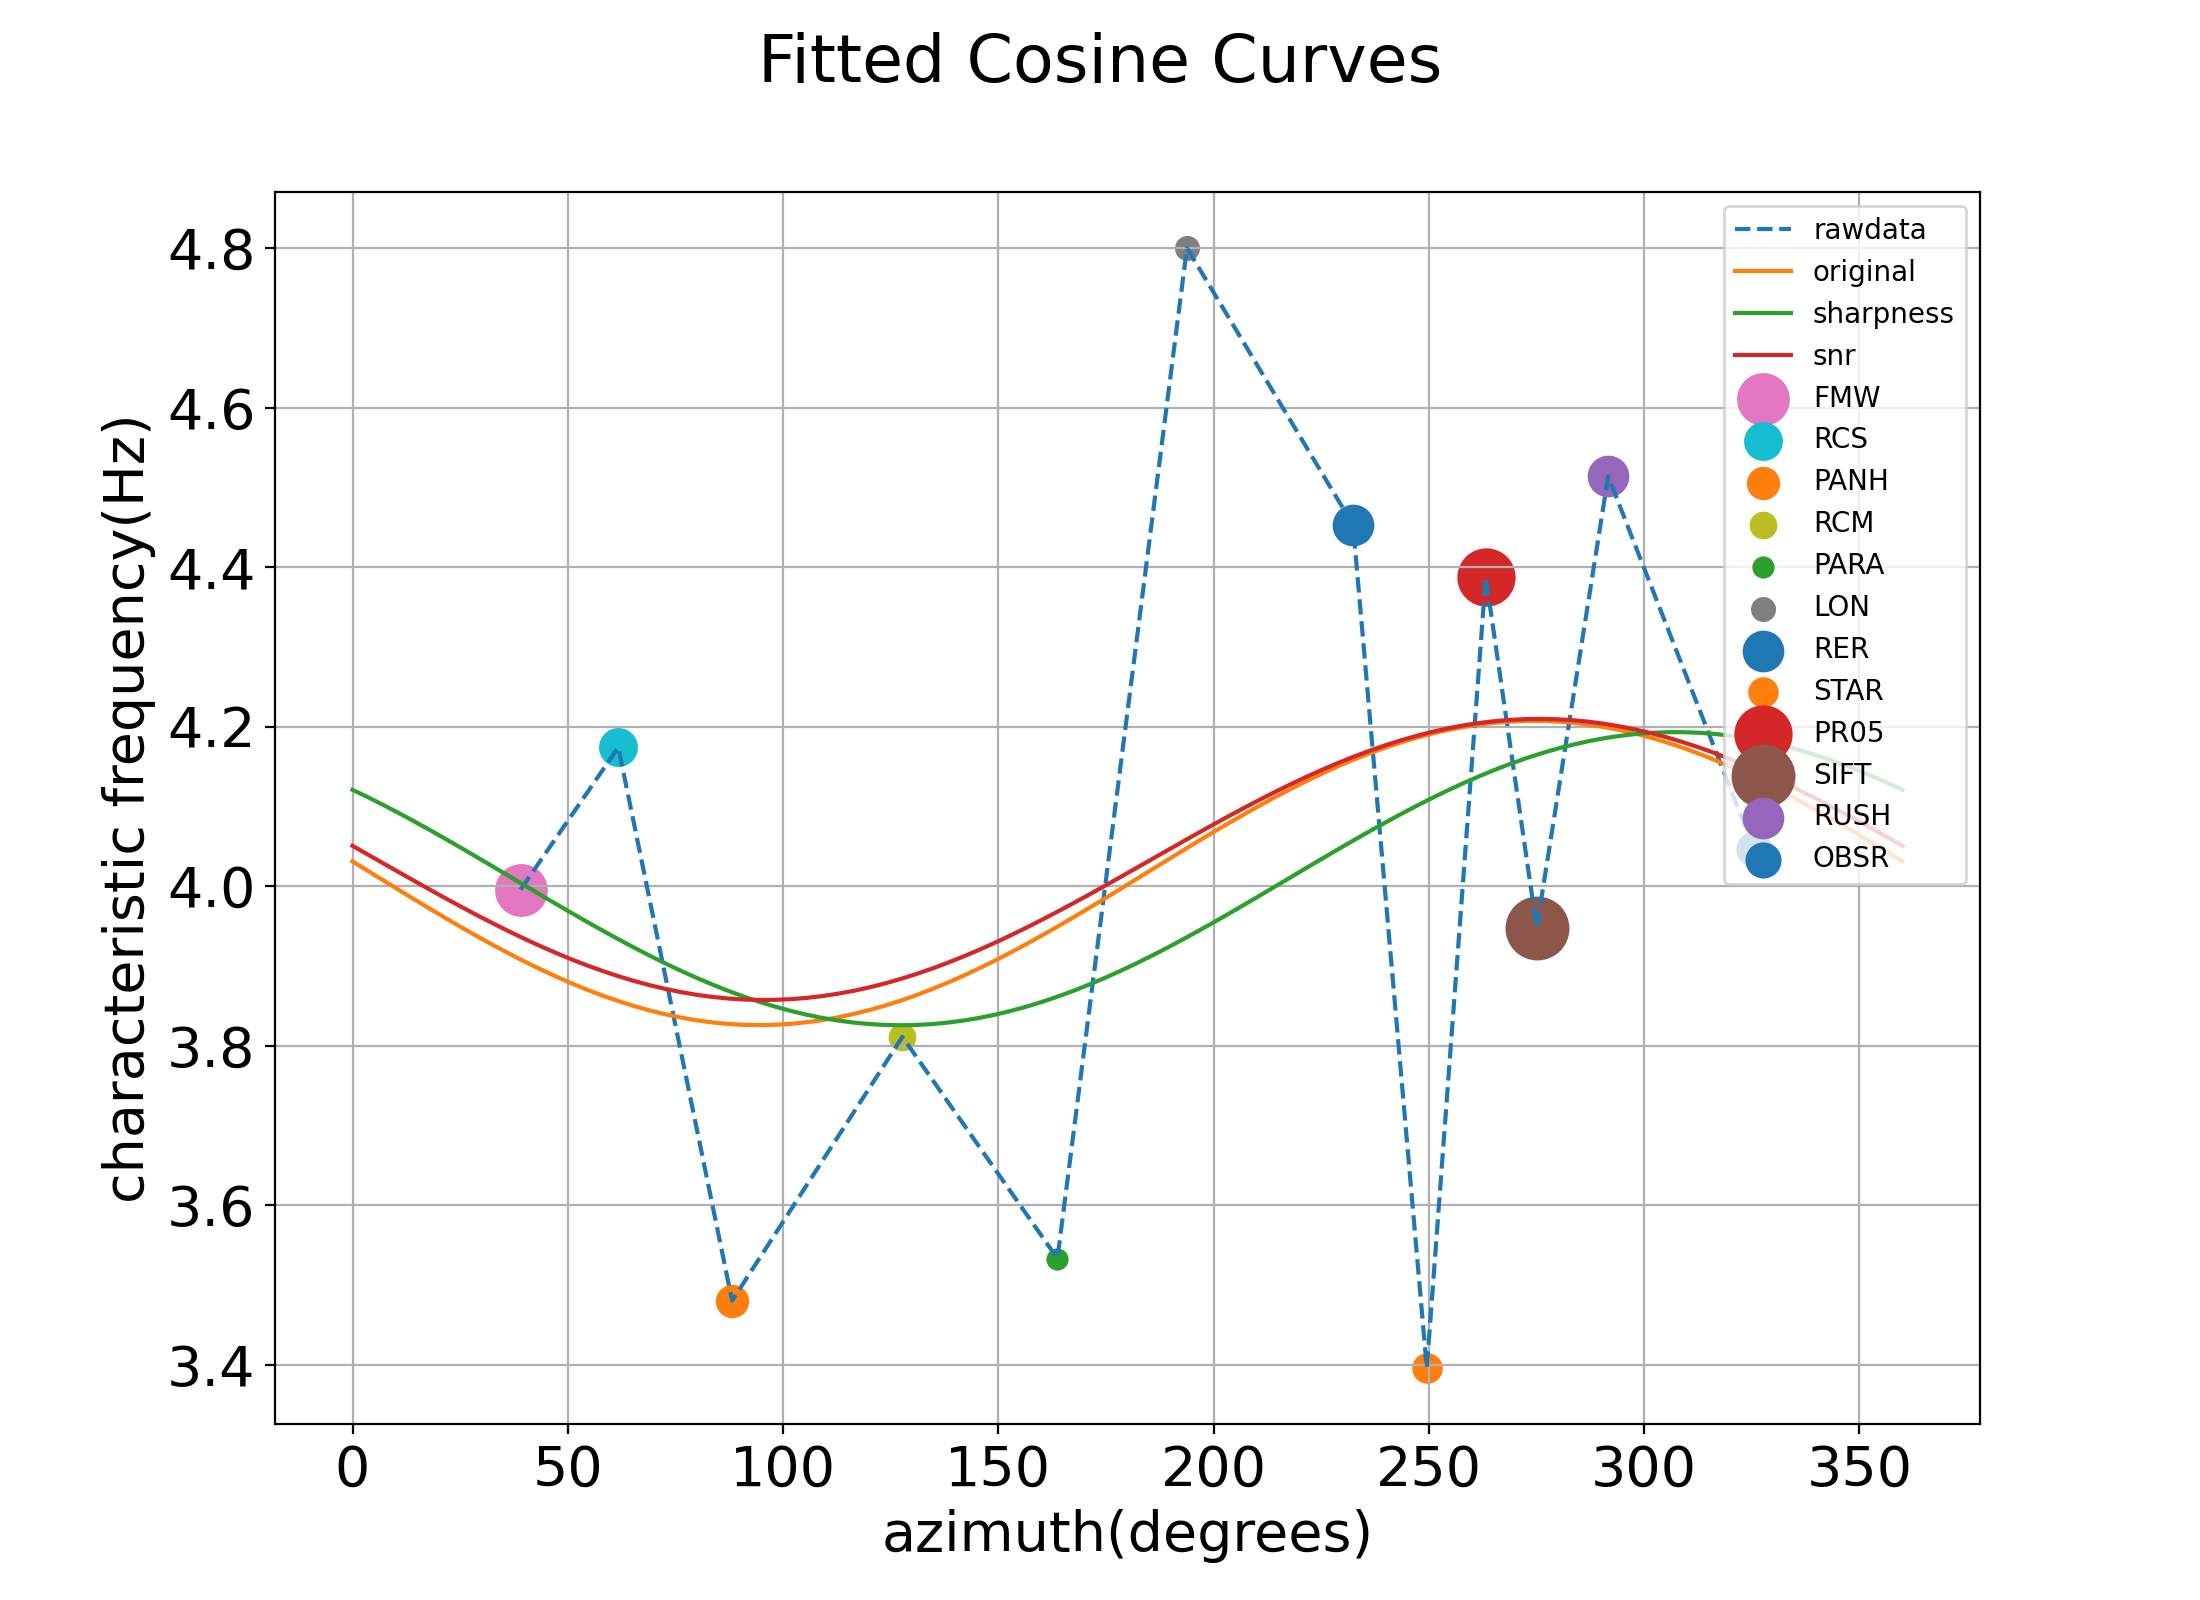 Fitted Cosine Curves
characteristic frequency(Hz)
4.8
4.6
4.4
4.2
4.0
3.8
3.6
3.4
rawdata
original
sharpness
snr
FMW
RCS
PANH
RCM
PARA
LON
RER
STAR
PR05
SIFT
RUSH
OBSR
0 50 100 150 200 250 300 350
azimuth(degrees)